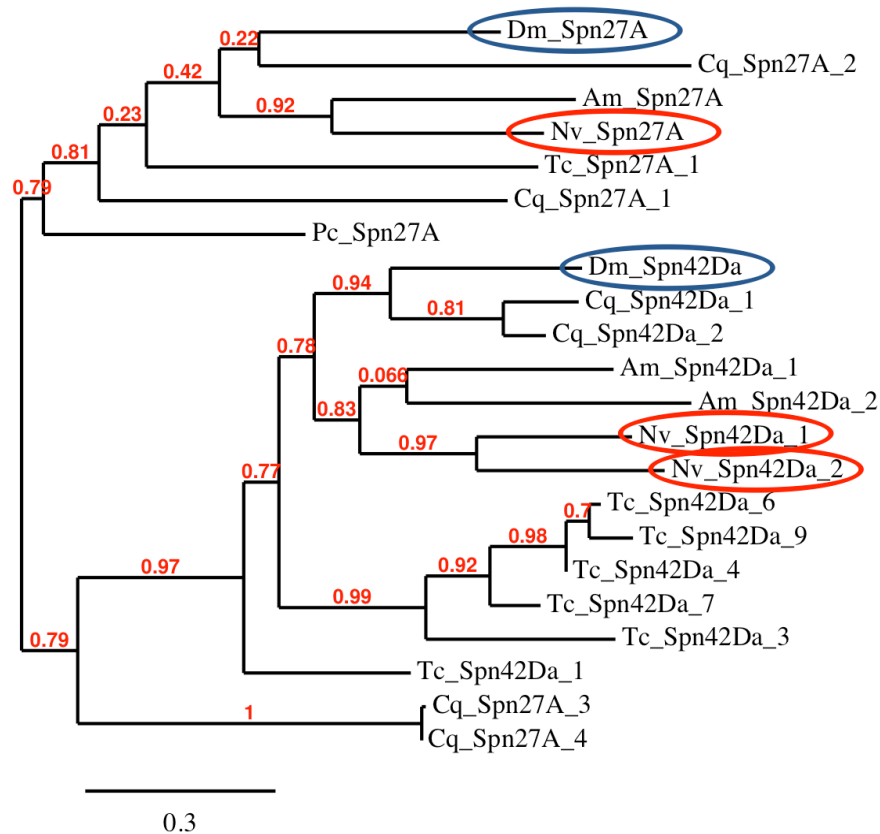 Dm_Spn27A
0.22
Cq_Spn27A_2
0.42
Am_Spn27A
0.92
0.23
Nv_Spn27A
0.81
Tc_Spn27A_1
0.79
Cq_Spn27A_1
Pc_Spn27A
Dm_Spn42Da
0.94
Cq_Spn42Da_1
0.81
Cq_Spn42Da_2
0.78
Am_Spn42Da_1
0.066
Am_Spn42Da_2
0.83
Nv_Spn42Da_1
0.97
Nv_Spn42Da_2
0.77
Tc_Spn42Da_6
0.7
Tc_Spn42Da_9
0.98
Tc_Spn42Da_4
0.92
0.97
Tc_Spn42Da_7
0.99
Tc_Spn42Da_3
0.79
Tc_Spn42Da_1
Cq_Spn27A_3
1
Cq_Spn27A_4
0.3